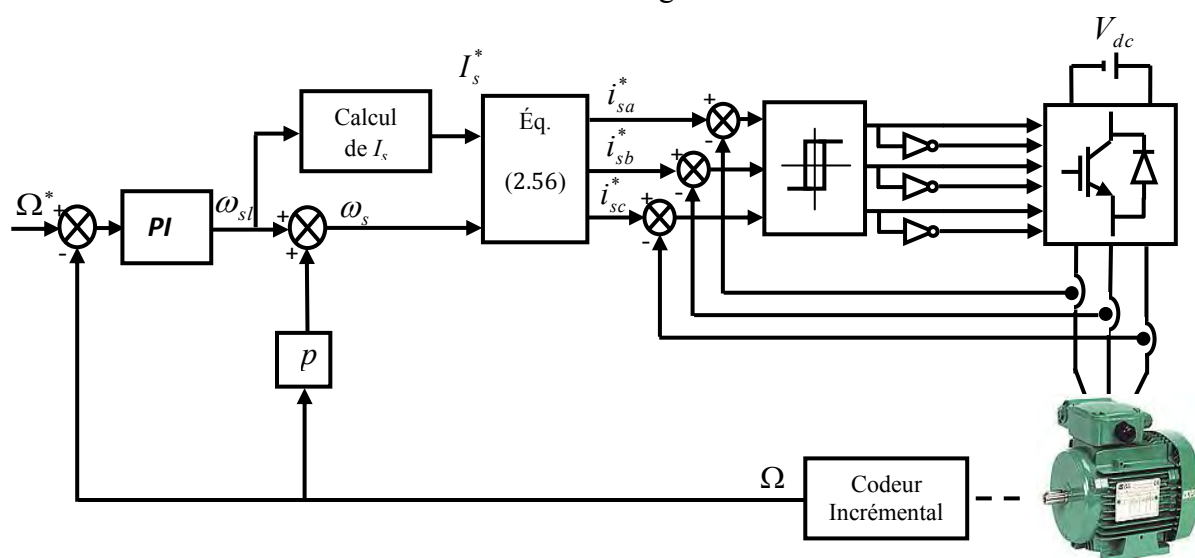 V_dc
I_s^*
i_sa^*
Calcul
de I_s
Éq.
(2.56)
i_sb^*
i_sc^*
+
-
+
-
+
-
Ω^*
+
-
PI
ω_sl
+
+
ω_s
p
Ω
Codeur
Incrémental